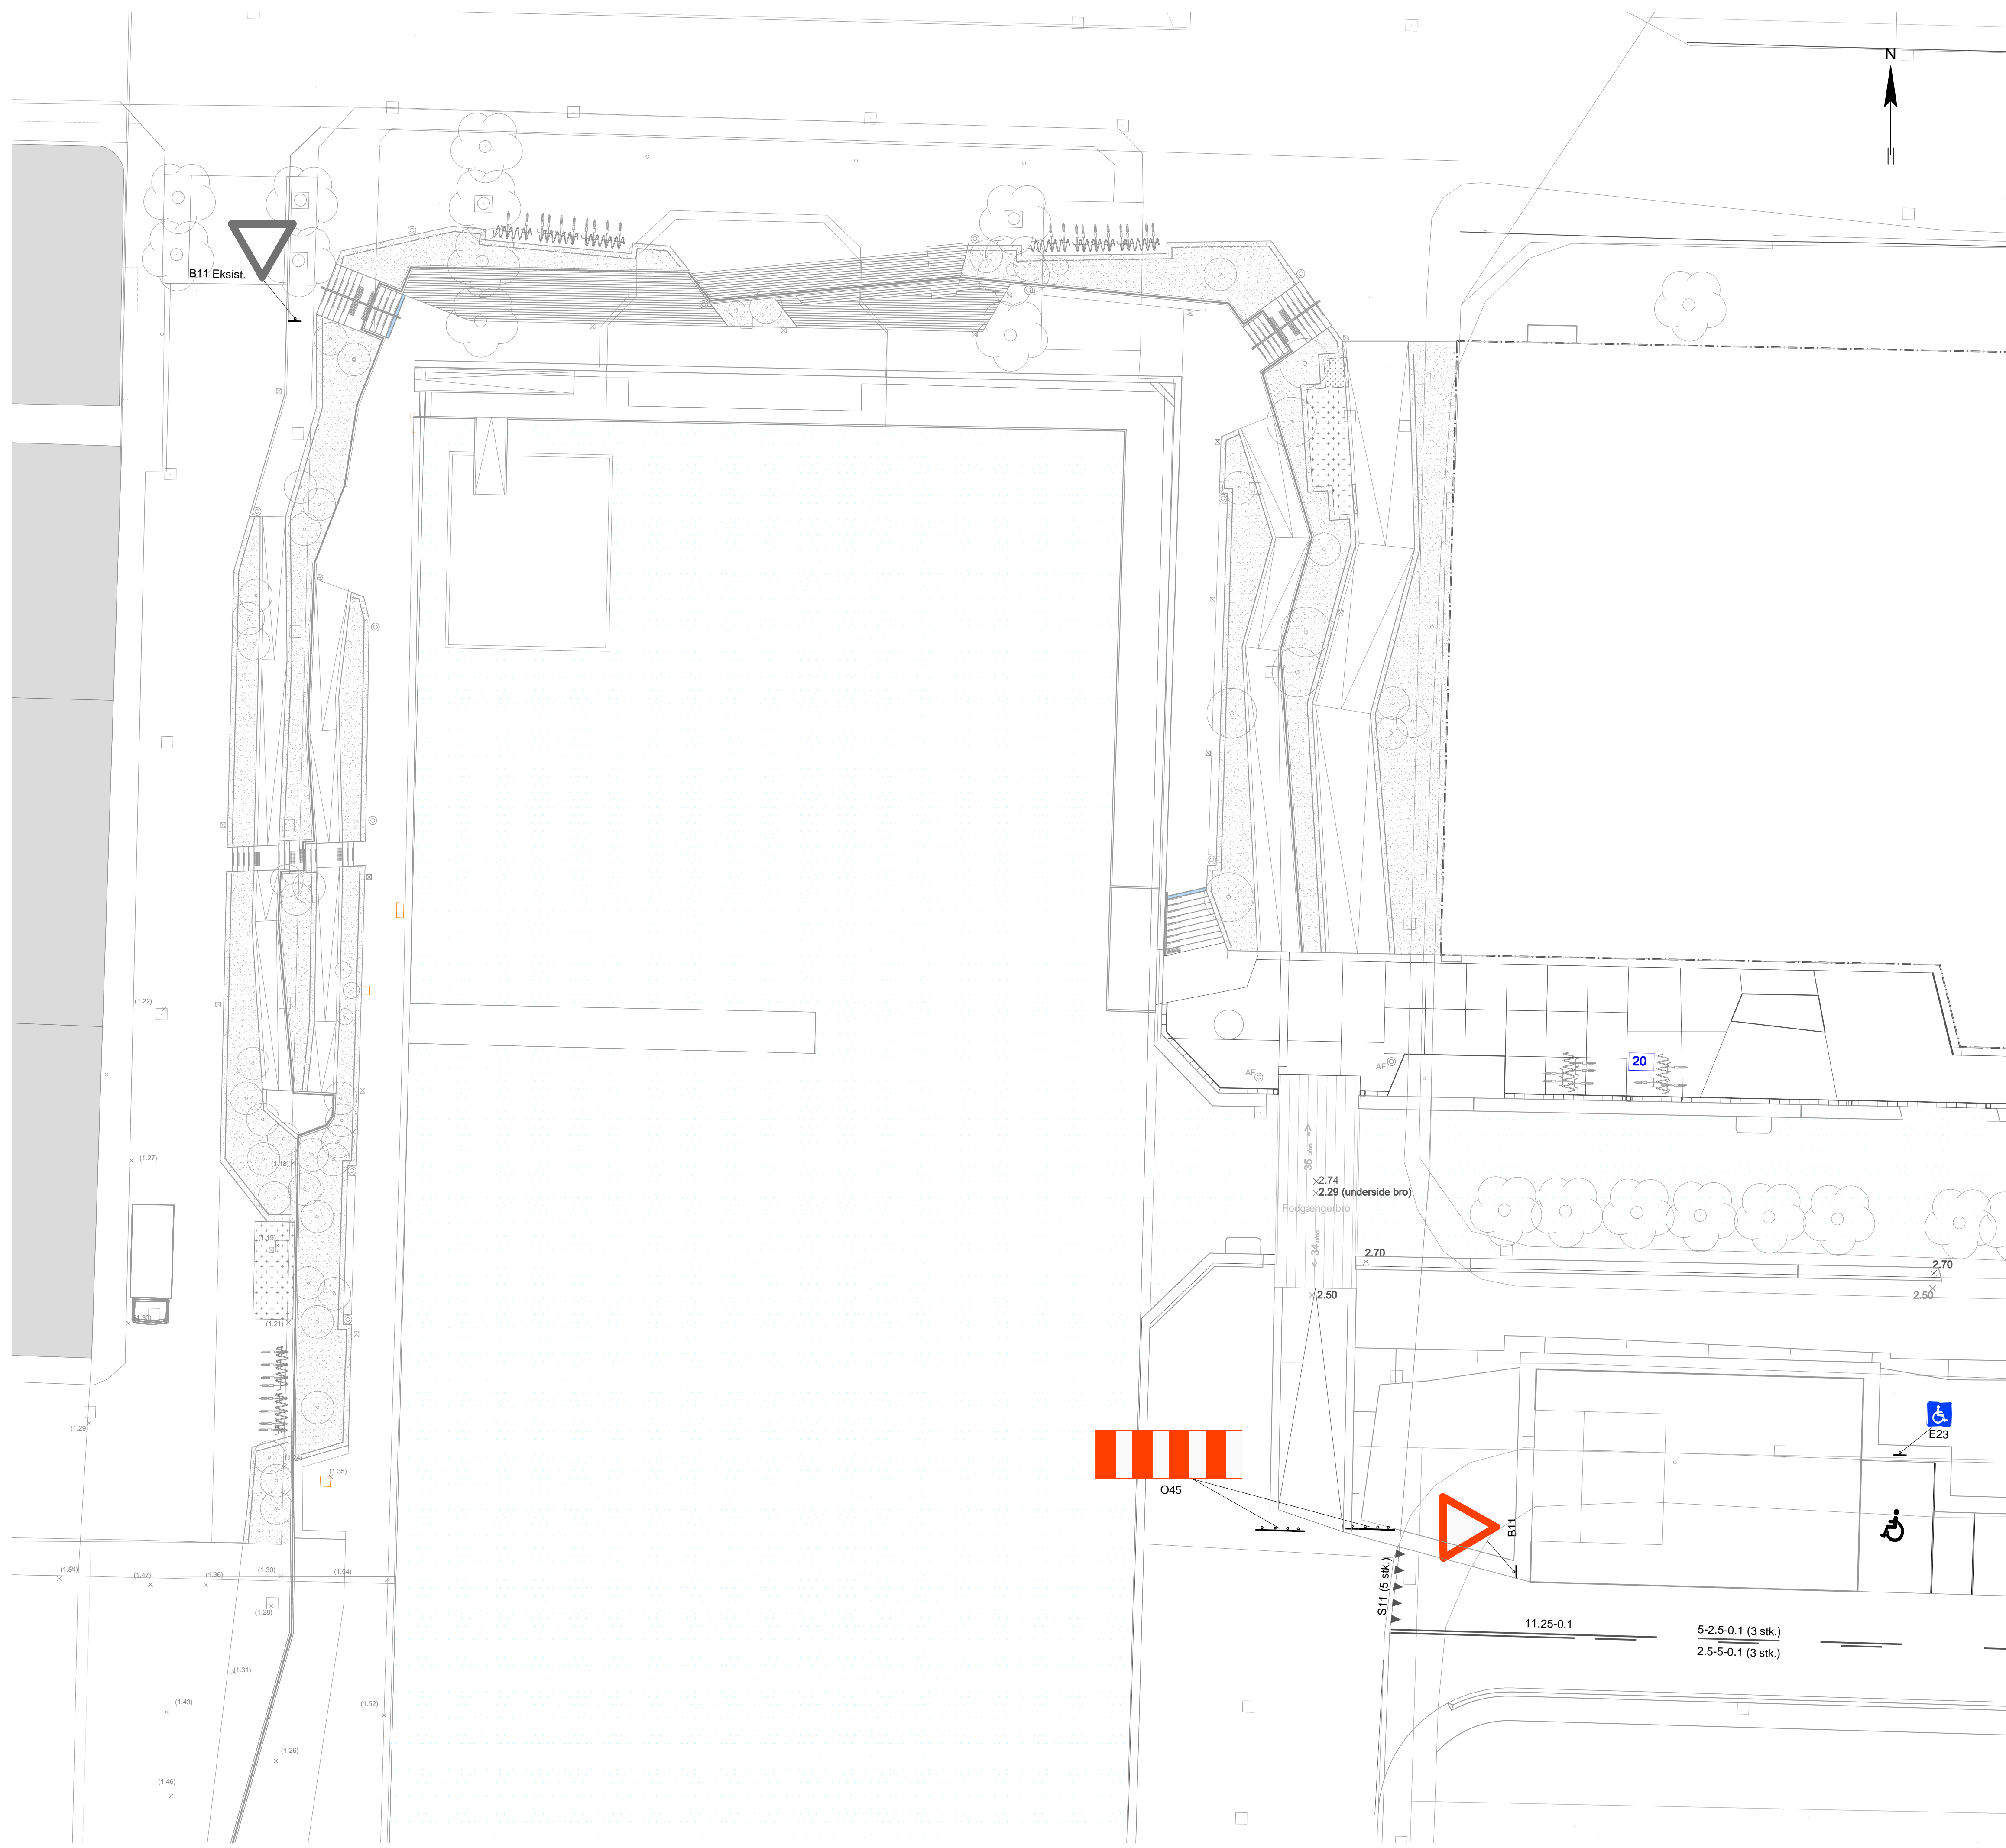 N
B11 Eksist.
(1.22)
20
AF
AF
35 o/oo
2.74
2.29 (underside bro)
(1.27)
(1.18)
Fodgængerbro
34 o/oo
(1.19)
2.70
2.70
2.50
2.50
(1.30)
(1.21)
(1.29)
E23
(1.24)
(1.35)
O45
B11
(1.54)
(1.47)
(1.36)
(1.30)
(1.54)
S11 (5 stk.)
(1.28)
11.25-0.1
5-2.5-0.1 (3 stk.)
2.5-5-0.1 (3 stk.)
(1.31)
(1.43)
(1.52)
(1.26)
(1.46)